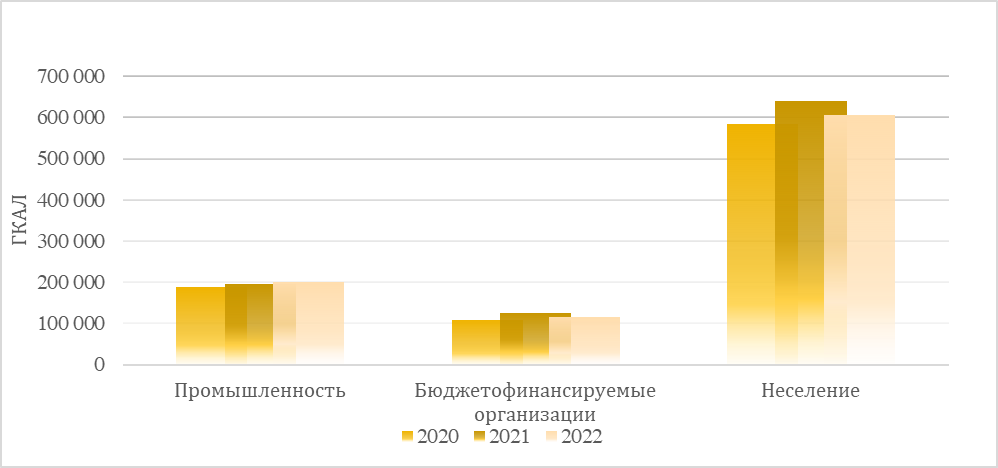 700 000
600 000
500 000
400 000
300 000
200 000
100 000
0
ГКАЛ
Промышленность
Бюджетофинансируемые
организации
Неселение
2020 2021 2022